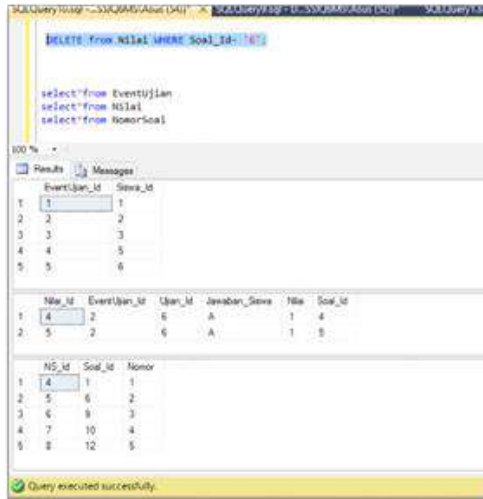 DELETE from Nilai WHERE Soal_Id= '6';
select*from EventUjian
select*from Nilai
select*from NomorSoal
100 %
Results Messages
EventUjian_Id Siswa_Id
1 1 1
2 2 2
3 3 3
4 4 5
5 5 6
Nilai_Id EventUjian_Id Ujian_Id Jawaban_Siswa Nilai Soal_Id
1 4 2 6 A 1 4
2 5 2 6 A 1 5
NS_Id Soal_Id Nomor
1 4 1 1
2 5 6 2
3 6 9 3
4 7 10 4
5 8 12 5
Query executed successfully.